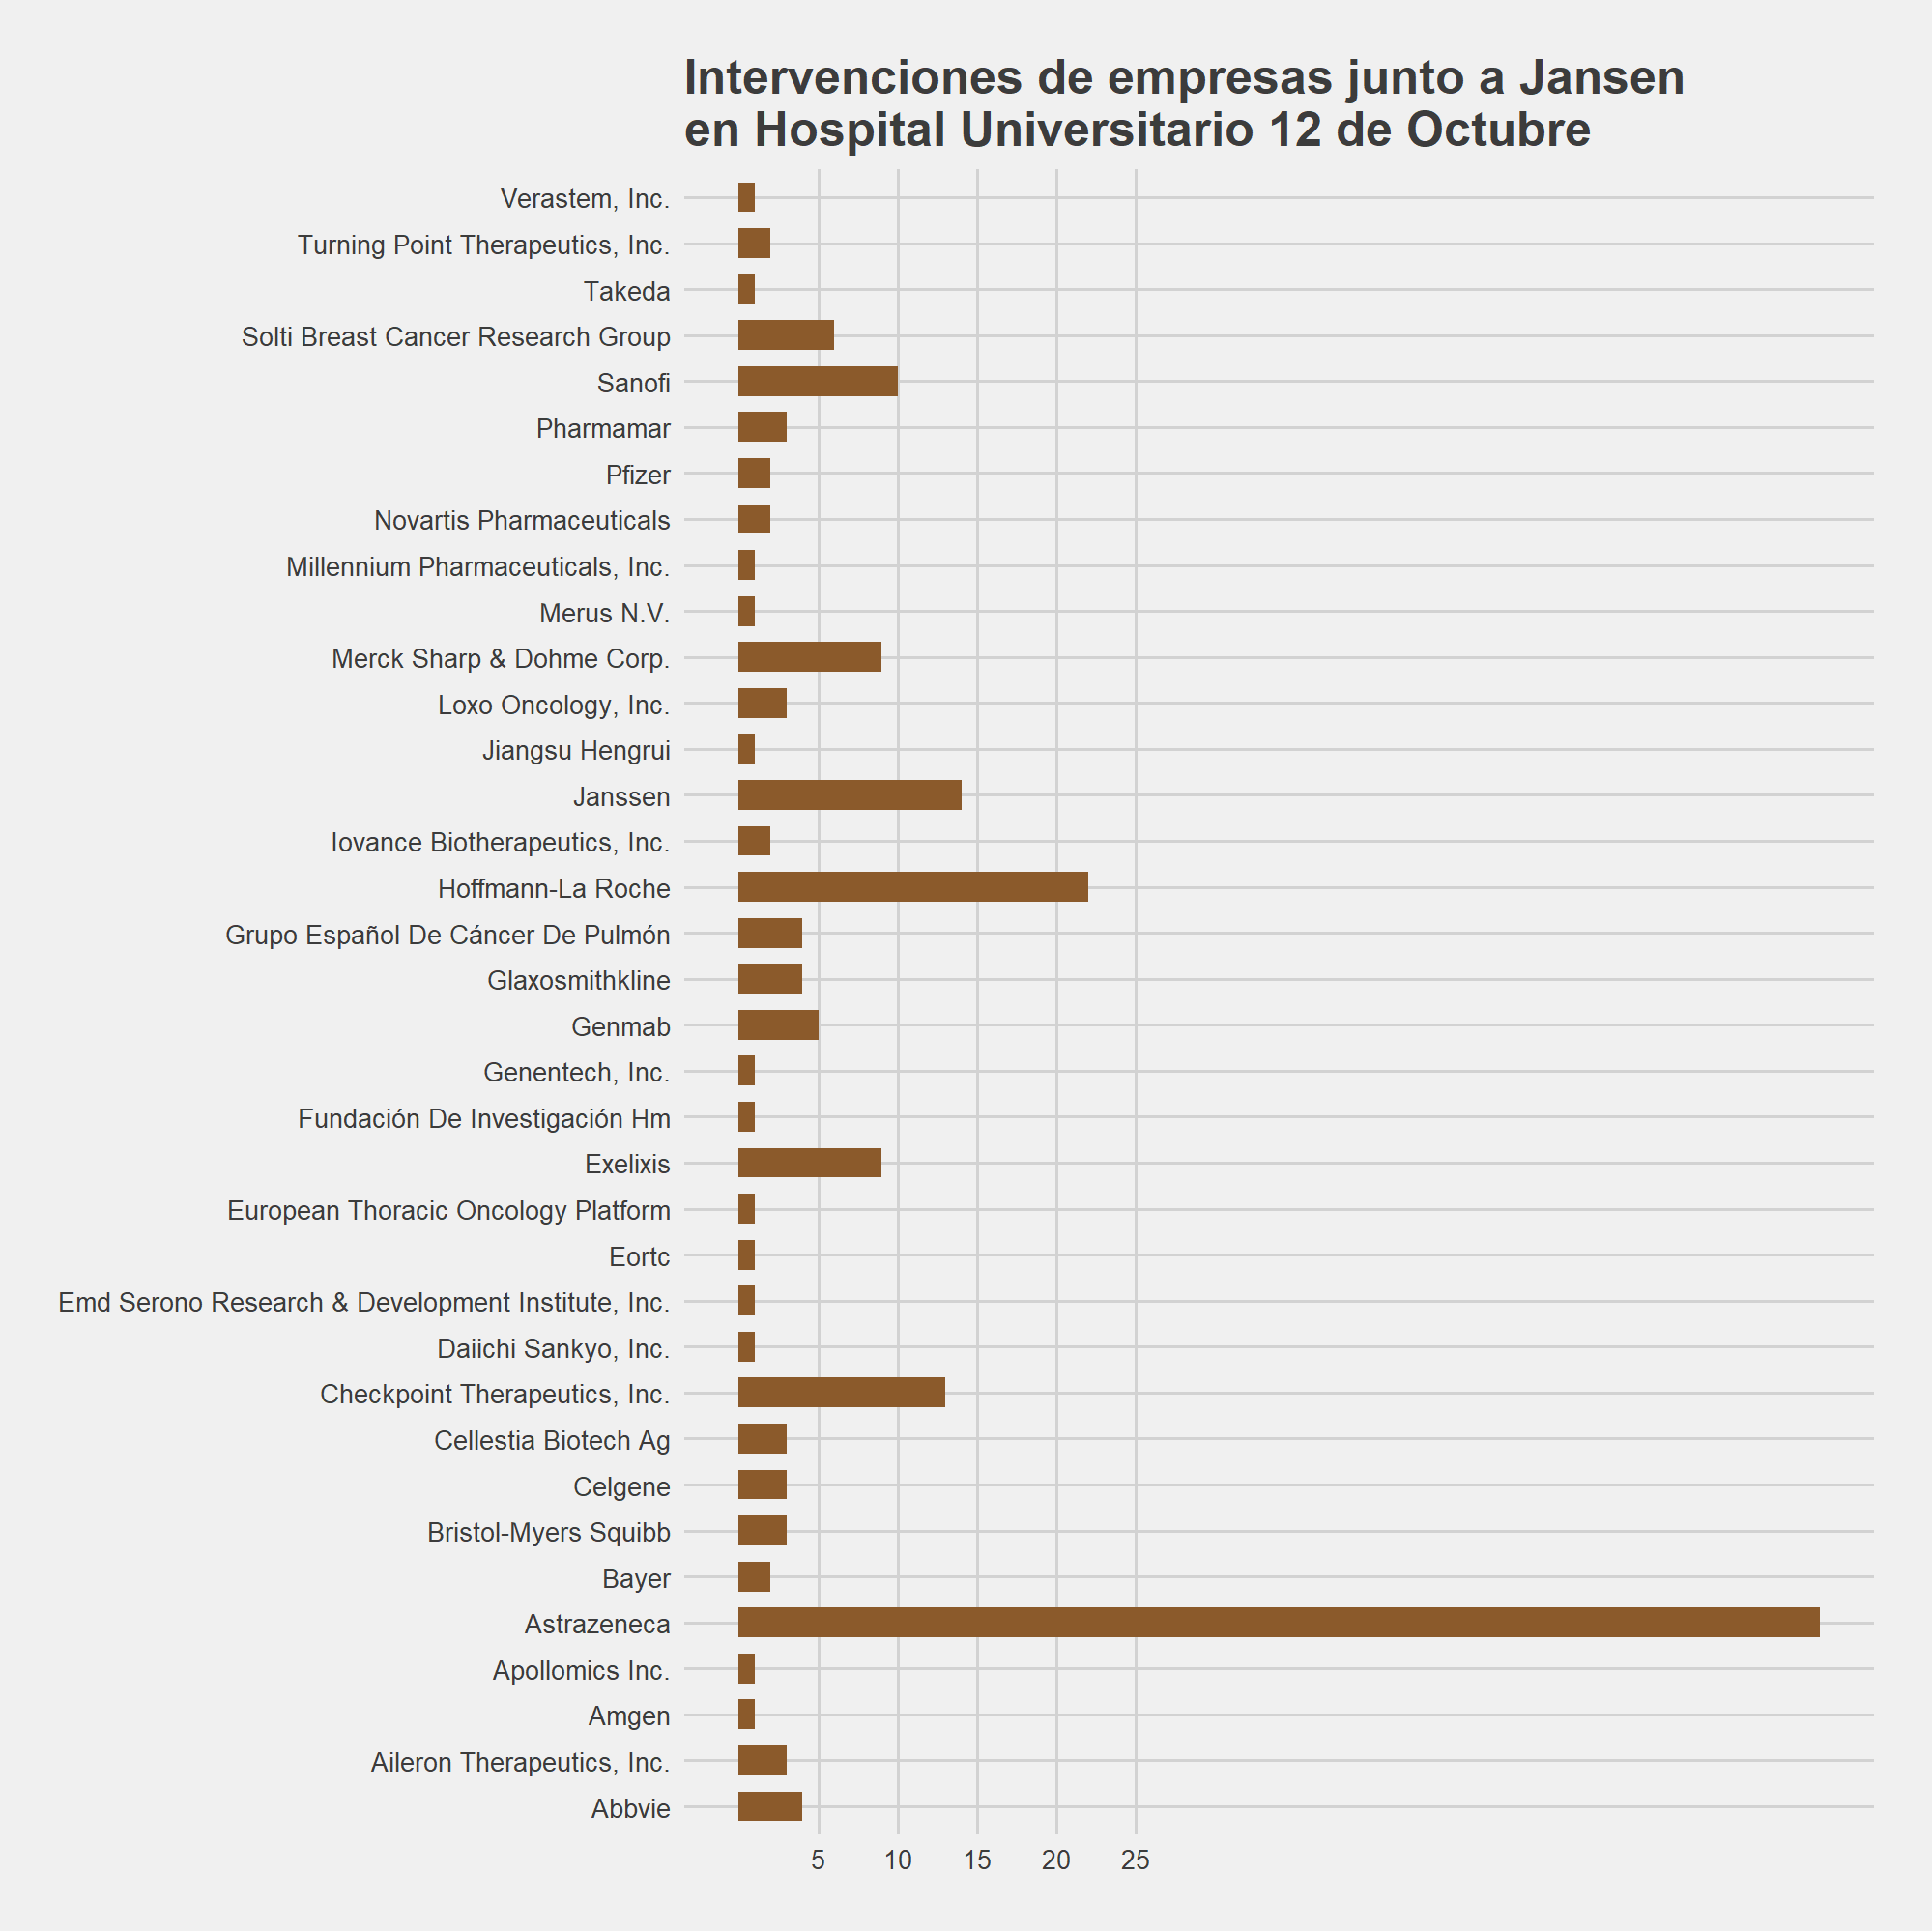 Intervenciones de empresas junto a Jansen
en Hospital Universitario 12 de Octubre
Verastem, Inc.
Turning Point Therapeutics, Inc.
Takeda
Solti Breast Cancer Research Group
Sanofi
Pharmamar
Pfizer
Novartis Pharmaceuticals
Millennium Pharmaceuticals, Inc.
Merus N.V.
Merck Sharp & Dohme Corp.
Loxo Oncology, Inc.
Jiangsu Hengrui
Janssen
Iovance Biotherapeutics, Inc.
Hoffmann-La Roche
Grupo Español De Cáncer De Pulmón
Glaxosmithkline
Genmab
Genentech, Inc.
Fundación De Investigación Hm
Exelixis
European Thoracic Oncology Platform
Eortc
Emd Serono Research & Development Institute, Inc.
Daiichi Sankyo, Inc.
Checkpoint Therapeutics, Inc.
Cellestia Biotech Ag
Celgene
Bristol-Myers Squibb
Bayer
Astrazeneca
Apollomics Inc.
Amgen
Aileron Therapeutics, Inc.
Abbvie
5 10 15 20 25